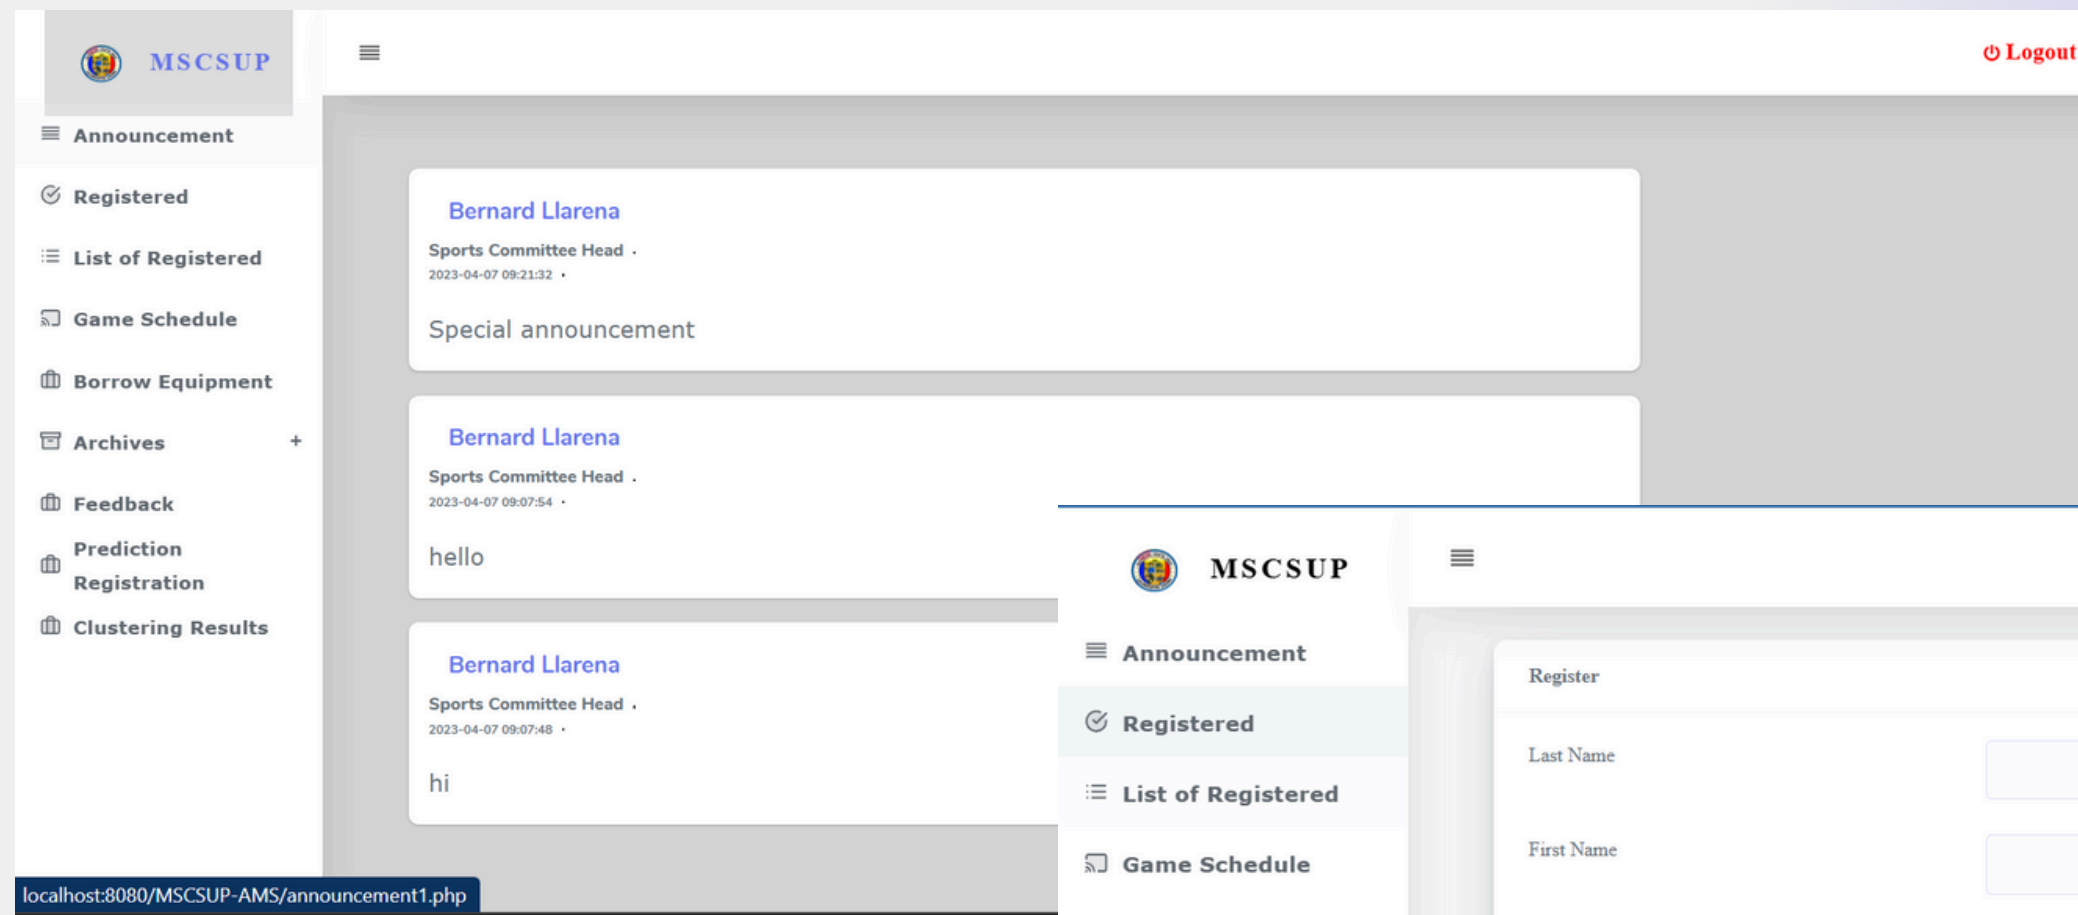 MSCSUP
Logout
Announcement
Registered
List of Registered
Game Schedule
Borrow Equipment
Archives +
Feedback
Prediction
Registration
Clustering Results
Bernard Llarena
Sports Committee Head .
2023-04-07 09:21:32 ·
Special announcement
Bernard Llarena
Sports Committee Head .
2023-04-07 09:07:54 ·
hello
Bernard Llarena
Sports Committee Head .
2023-04-07 09:07:48 ·
hi
localhost:8080/MSCSUP-AMS/announcement1.php
MSCSUP
Announcement
Registered
List of Registered
Game Schedule
Register
Last Name
First Name